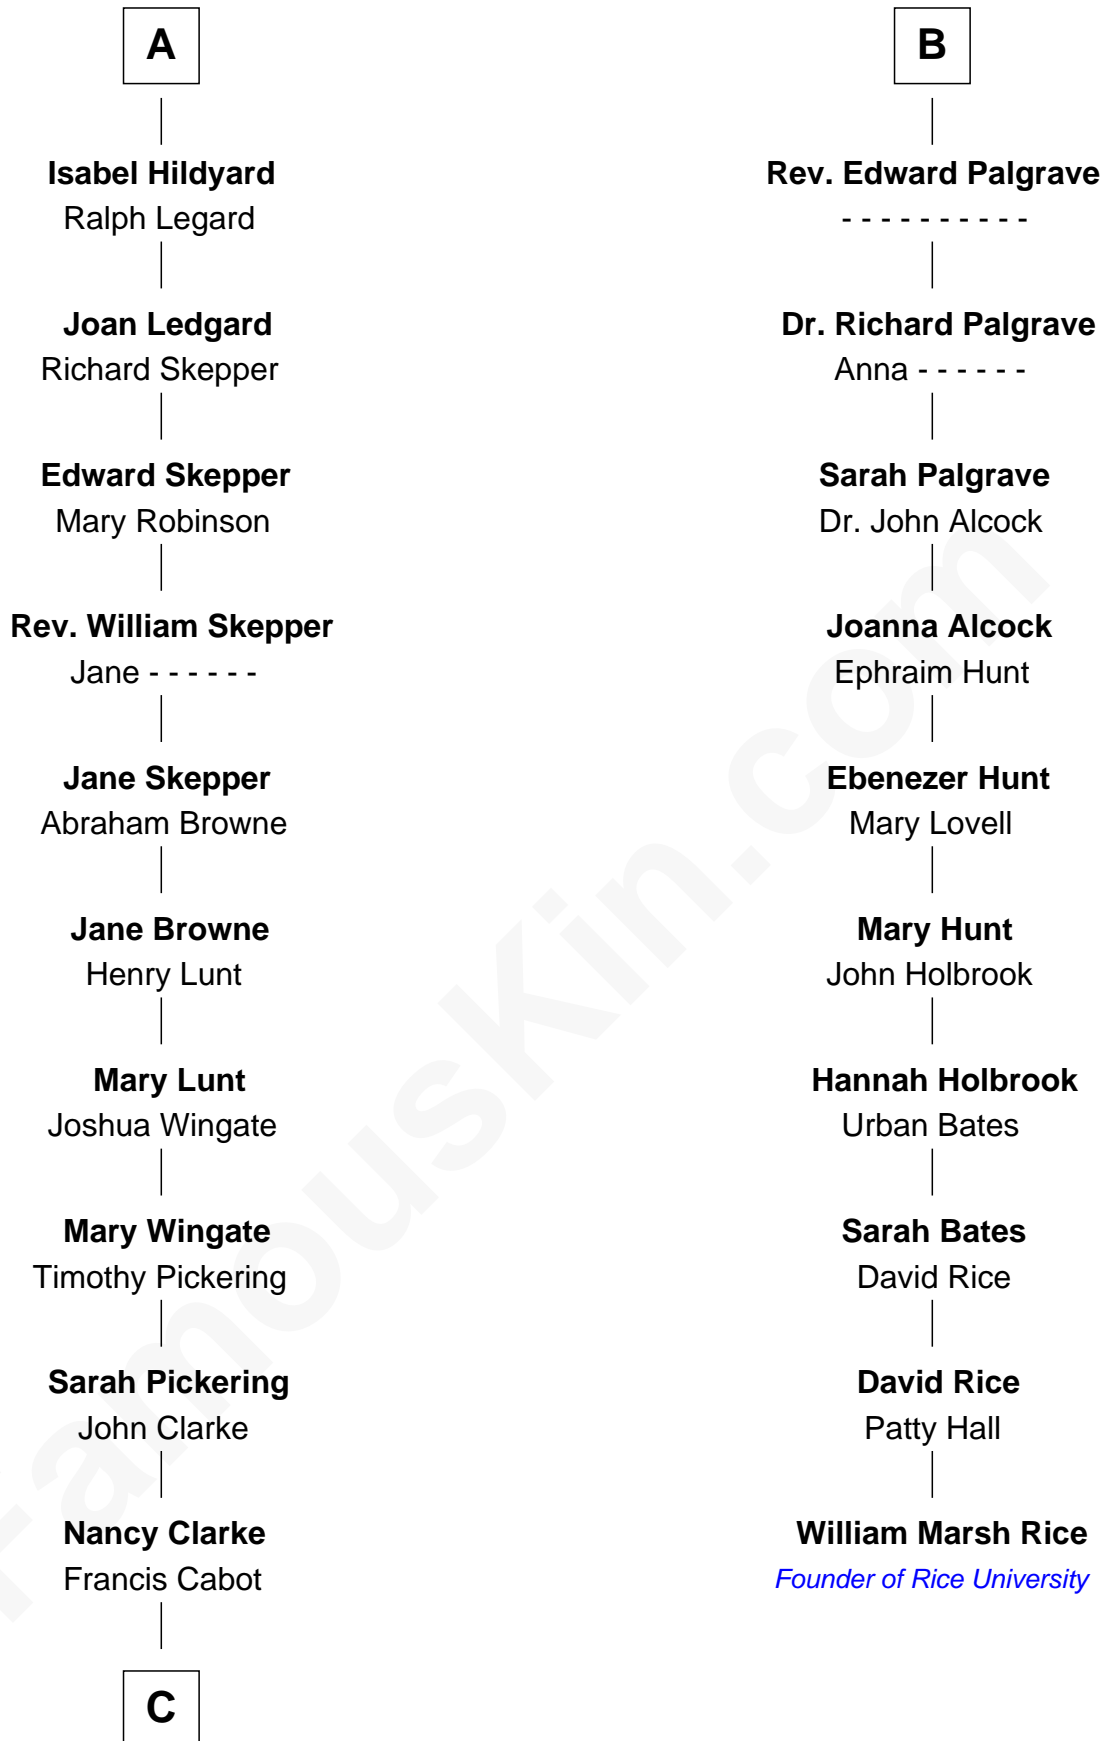 A
Isabel Hildyard
Ralph Legard
Joan Ledgard
Richard Skepper
Edward Skepper
Mary Robinson
Rev. William Skepper
Jane - - - - - -
Jane Skepper
Abraham Browne
Jane Browne
Henry Lunt
Mary Lunt
Joshua Wingate
Mary Wingate
Timothy Pickering
Sarah Pickering
John Clarke
Nancy Clarke
Francis Cabot
C
B
Rev. Edward Palgrave
- - - - - - - - - -
Dr. Richard Palgrave
Anna - - - - - -
Sarah Palgrave
Dr. John Alcock
Joanna Alcock
Ephraim Hunt
Ebenezer Hunt
Mary Lovell
Mary Hunt
John Holbrook
Hannah Holbrook
Urban Bates
Sarah Bates
David Rice
David Rice
Patty Hall
William Marsh Rice
Founder of Rice University
FamousKin.com